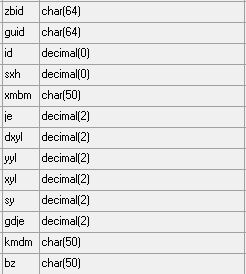 zbid char(64)
guid char(64)
id decimal(0)
sxh decimal(0)
xmbm char(50)
je decimal(2)
dxyl decimal(2)
yyl decimal(2)
xyl decimal(2)
sy decimal(2)
gdje decimal(2)
kmdm char(50)
bz char(50)